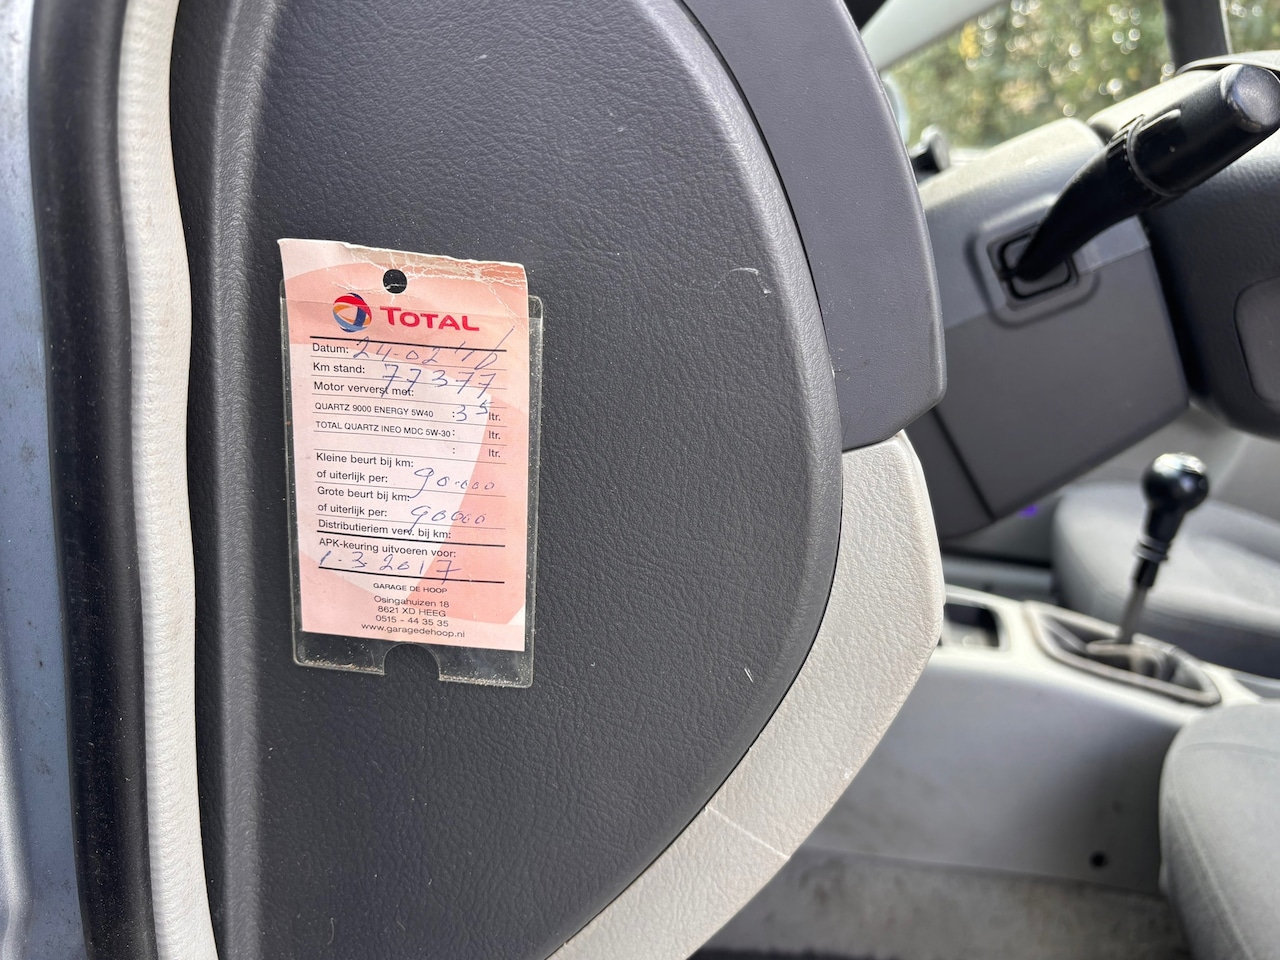 TOTAL
Datum: 24-02'16
Km stand: 77377
Motor ververst met:
QUARTZ 9000 ENERGY 5W40 : 3⁵ ltr.
TOTAL QUARTZ INEO MDC 5W-30 : ltr.
: ltr.
Kleine beurt bij km:
of uiterlijk per: 90.000
Grote beurt bij km:
of uiterlijk per: 90000
Distributieriem verv. bij km:
APK-keuring uitvoeren voor:
1-3-2017
GARAGE DE HOOP
Osingahuizen 18
8621 XD HEEG
0515 - 44 35 35
www.garagedehoop.nl